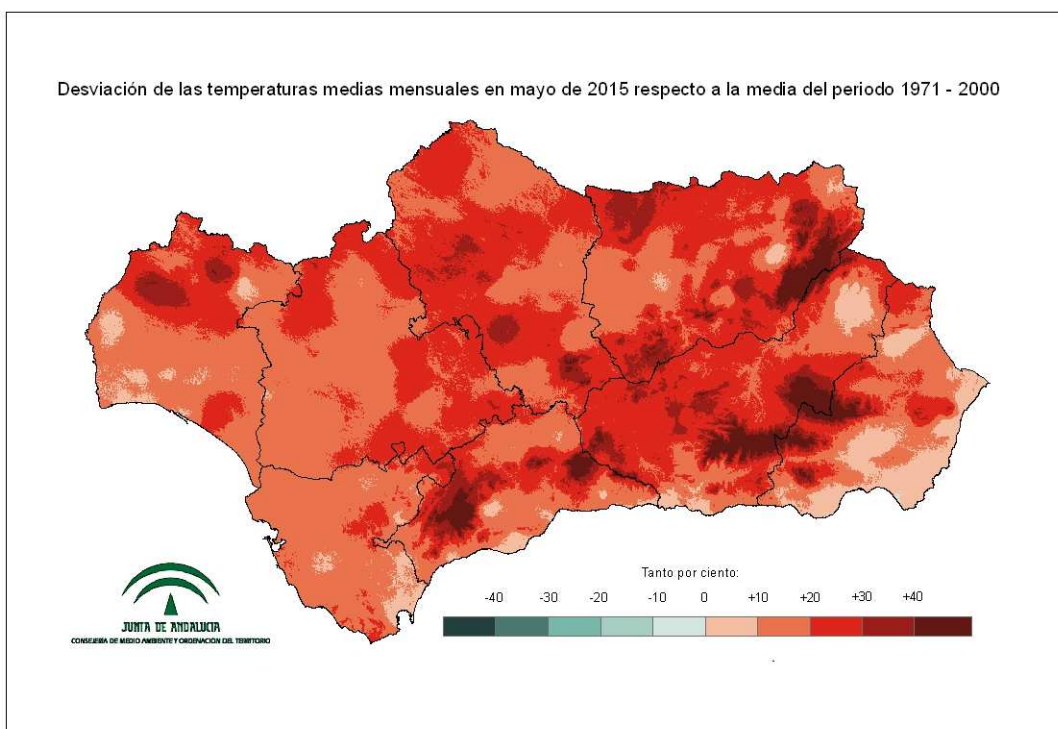 Desviación de las temperaturas medias mensuales en mayo de 2015 respecto a la media del periodo 1971 - 2000
Tanto por ciento:
-40 -30 -20 -10 0 +10 +20 +30 +40
JUNTA DE ANDALUCIA
CONSEJERÍA DE MEDIO AMBIENTE Y ORDENACIÓN DEL TERRITORIO